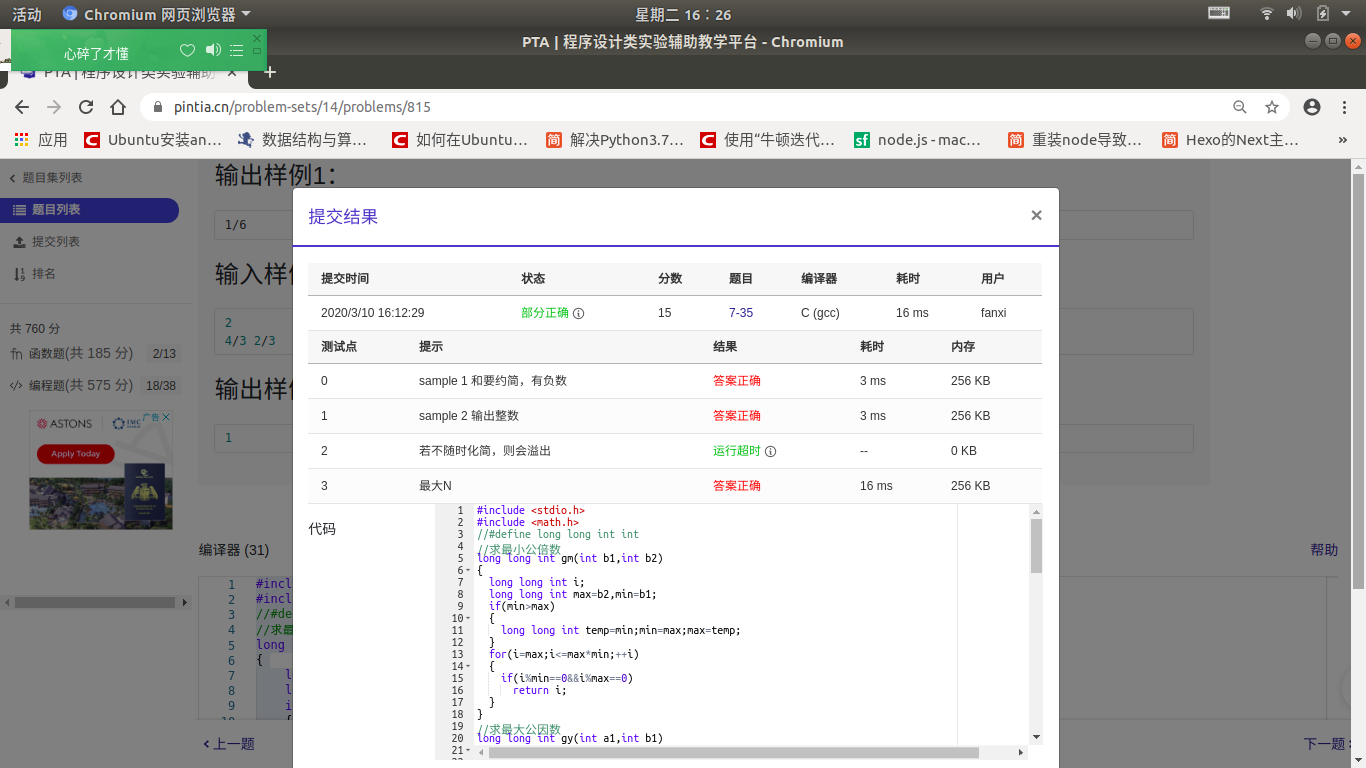 活动 Chromium 网页浏览器 星期二 16：26
心碎了才懂
PTA | 程序设计类实验辅助教学平台 - Chromium
PTA | 程序设计类实验辅助
pintia.cn/problem-sets/14/problems/815
应用 Ubuntu安装an… 数据结构与算… 如何在Ubuntu… 解决Python3.7… 使用“牛顿迭代… node.js - mac… 重装node导致… Hexo的Next主… »
题目集列表
题目列表
提交列表
排名
共 760 分
函数题(共 185 分) 2/13
编程题(共 575 分) 18/38
广告
ASTONS
Apply Today
输出样例1：
1/6
输入样
2
4/3 2/3
输出样
1
编译器 (31)
帮助
1 #incl
2 #incl
3 //#de
4 //求最
5 long
6 {
7 l
8 l
9 i
上一题
下一题
提交结果 ×
提交时间 状态 分数 题目 编译器 耗时 用户
2020/3/10 16:12:29 部分正确 15 7-35 C (gcc) 16 ms fanxi
测试点 提示 结果 耗时 内存
0 sample 1 和要约简，有负数 答案正确 3 ms 256 KB
1 sample 2 输出整数 答案正确 3 ms 256 KB
2 若不随时化简，则会溢出 运行超时 -- 0 KB
3 最大N 答案正确 16 ms 256 KB
代码
1 #include <stdio.h>
2 #include <math.h>
3 //#define long long int int
4 //求最小公倍数
5 long long int gm(int b1,int b2)
6 {
7 long long int i;
8 long long int max=b2,min=b1;
9 if(min>max)
10 {
11 long long int temp=min;min=max;max=temp;
12 }
13 for(i=max;i<=max*min;++i)
14 {
15 if(i%min==0&&i%max==0)
16 return i;
17 }
18 }
19 //求最大公因数
20 long long int gy(int a1,int b1)
21